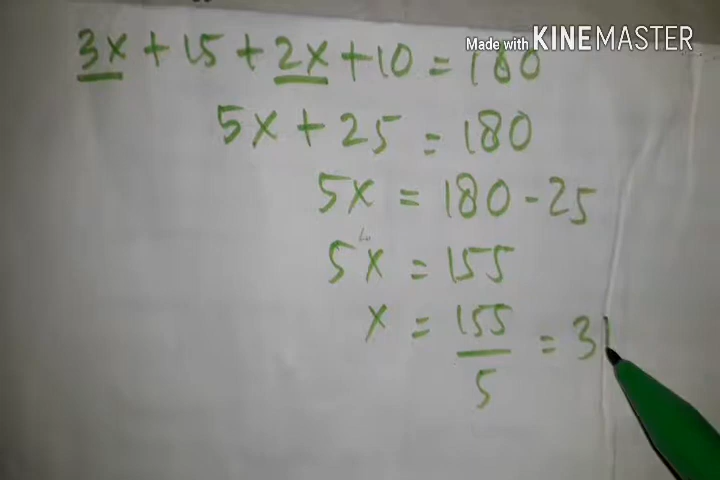 Made with KINEMASTER
3x + 15 + 2x + 10 = 180
5x + 25 = 180
5x = 180 - 25
5x = 155
x = 155/5 = 31